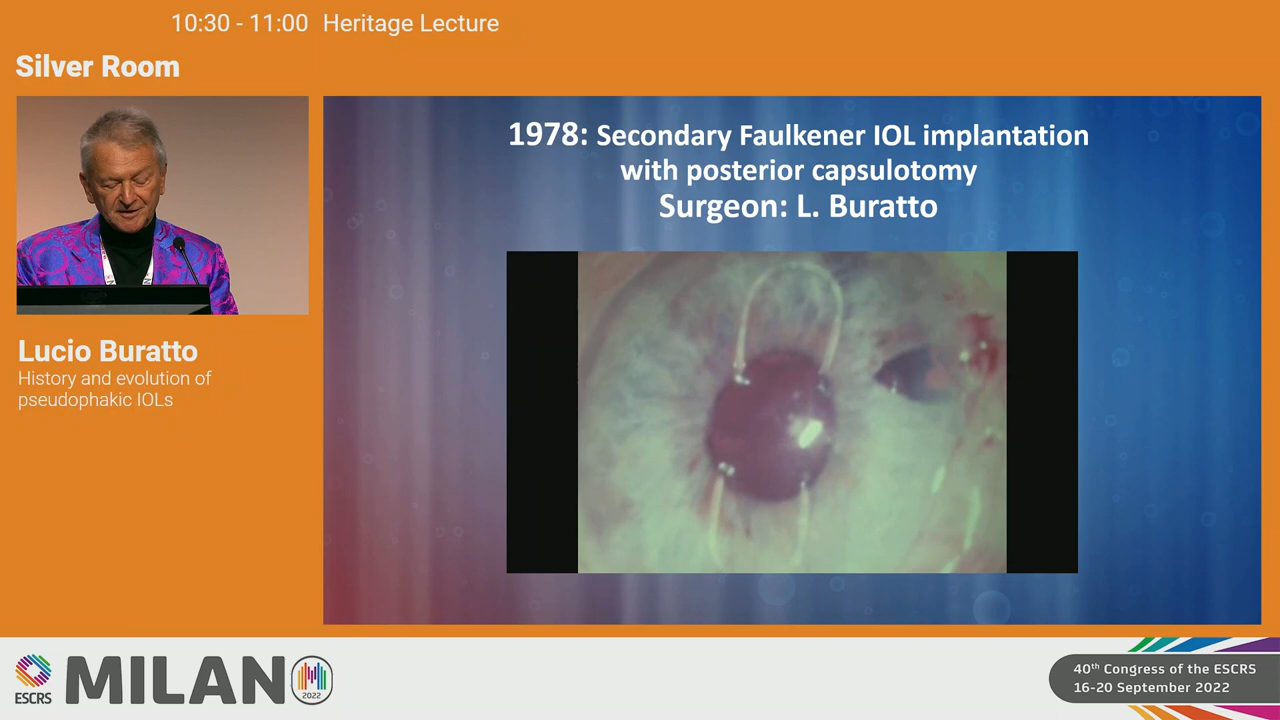 10:30 - 11:00 Heritage Lecture
Silver Room
1978: Secondary Faulkener IOL implantation
with posterior capsulotomy
Surgeon: L. Buratto
Lucio Buratto
History and evolution of
pseudophakic IOLs
ESCRS
MILANO
2022
40th Congress of the ESCRS
16-20 September 2022